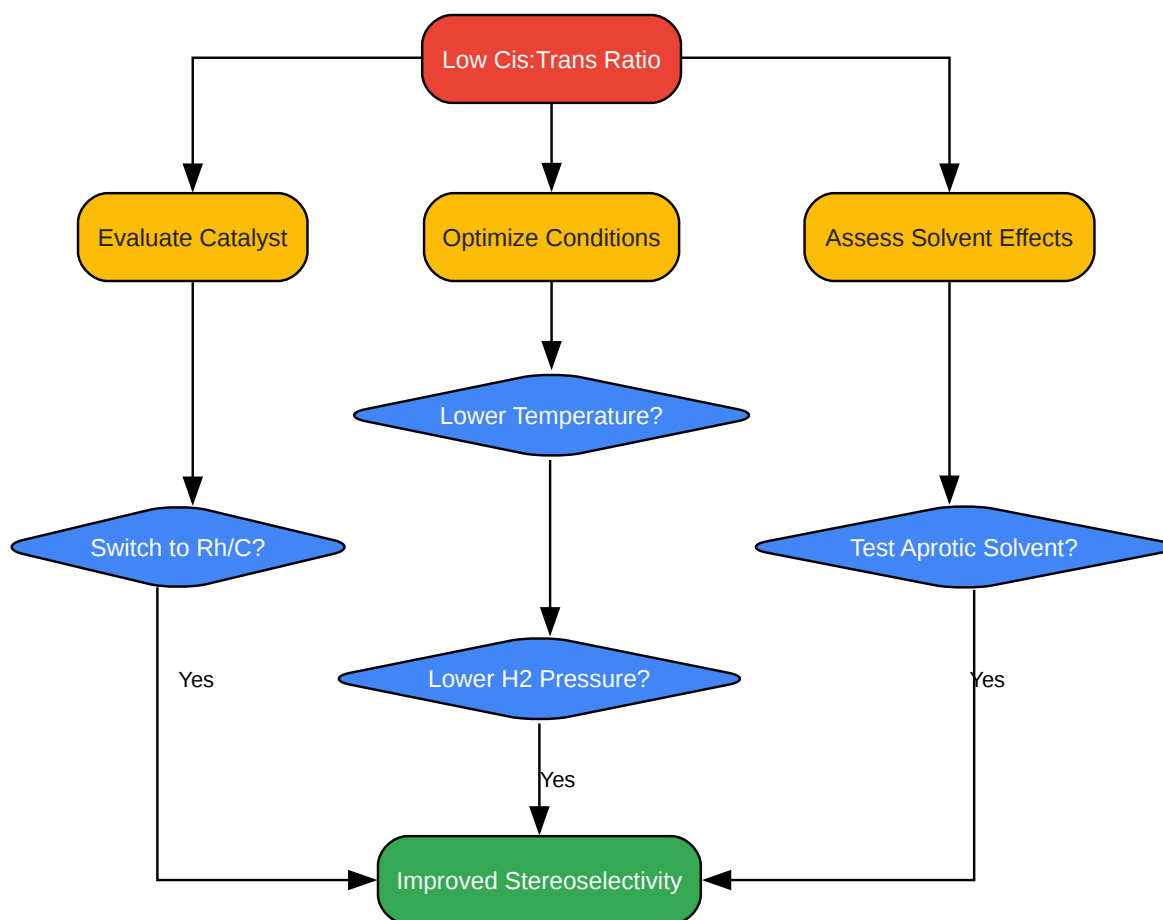 Low Cis:Trans Ratio
Evaluate Catalyst
Optimize Conditions
Assess Solvent Effects
Lower Temperature?
Switch to Rh/C?
Test Aprotic Solvent?
Lower H2 Pressure?
Yes
Yes
Yes
Improved Stereoselectivity